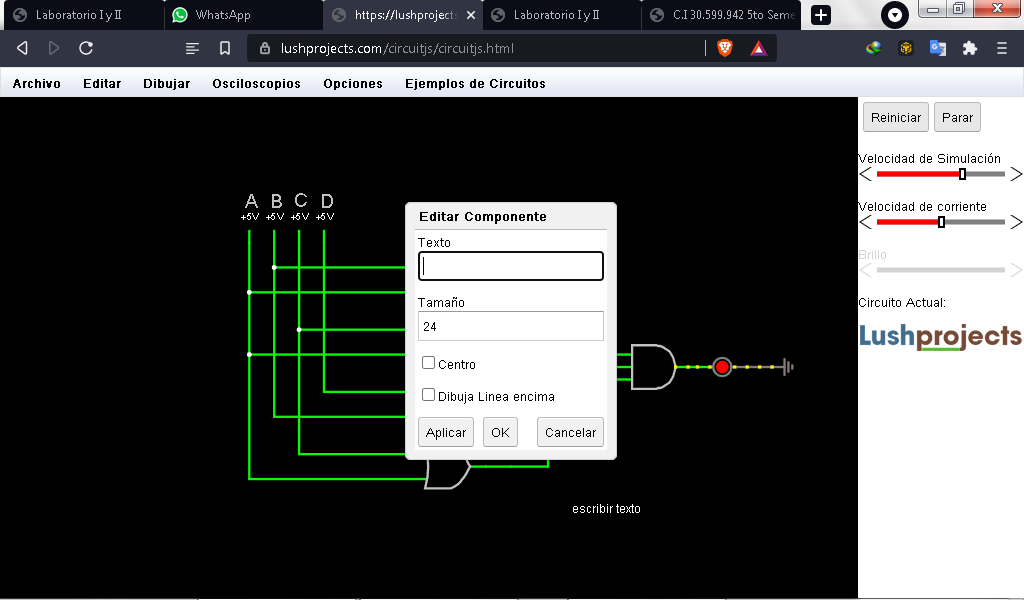 Laboratorio I y II
WhatsApp
https://lushprojects
Laboratorio I y II
C.I 30.599.942 5to Seme
lushprojects.com/circuitjs/circuitjs.html
Archivo Editar Dibujar Osciloscopios Opciones Ejemplos de Circuitos
Reiniciar Parar
Velocidad de Simulación
Velocidad de corriente
Brillo
Circuito Actual:
Lushprojects
A B C D
+5V +5V +5V +5V
Editar Componente
Texto
Tamaño
24
Centro
Dibuja Linea encima
Aplicar OK Cancelar
escribir texto